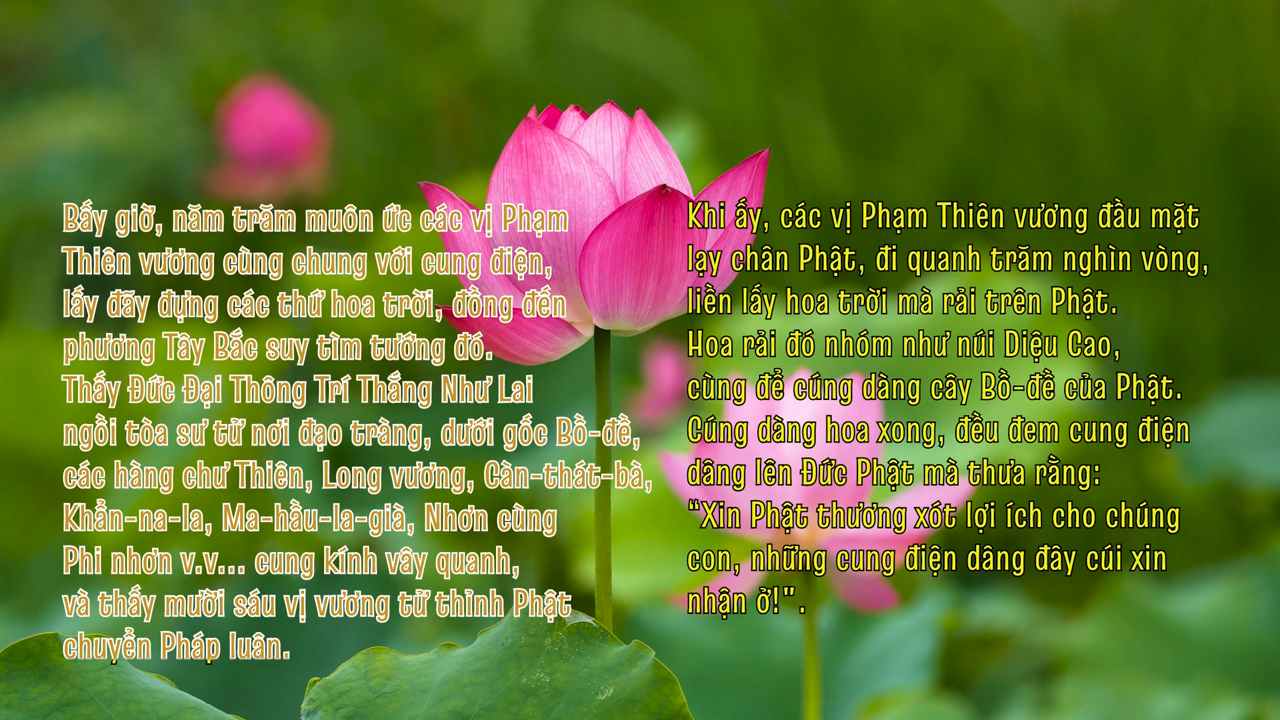 Bấy giờ, năm trăm muôn ức các vị Phạm
Thiên vương cùng chung với cung điện,
lấy đãy đựng các thứ hoa trời, đồng đến
phương Tây Bắc suy tìm tướng đó.
Thấy Đức Đại Thông Trí Thắng Như Lai
ngồi tòa sư tử nơi đạo tràng, dưới gốc Bồ-đề,
các hàng chư Thiên, Long vương, Càn-thát-bà,
Khẩn-na-la, Ma-hầu-la-già, Nhơn cùng
Phi nhơn v.v... cung kính vây quanh,
và thấy mười sáu vị vương tử thỉnh Phật
chuyển Pháp luân.
Khi ấy, các vị Phạm Thiên vương đầu mặt
lạy chân Phật, đi quanh trăm nghìn vòng,
liền lấy hoa trời mà rải trên Phật.
Hoa rải đó nhóm như núi Diệu Cao,
cùng để cúng dàng cây Bồ-đề của Phật.
Cúng dàng hoa xong, đều đem cung điện
dâng lên Đức Phật mà thưa rằng:
“Xin Phật thương xót lợi ích cho chúng
con, những cung điện dâng đây cúi xin
nhận ở!”.